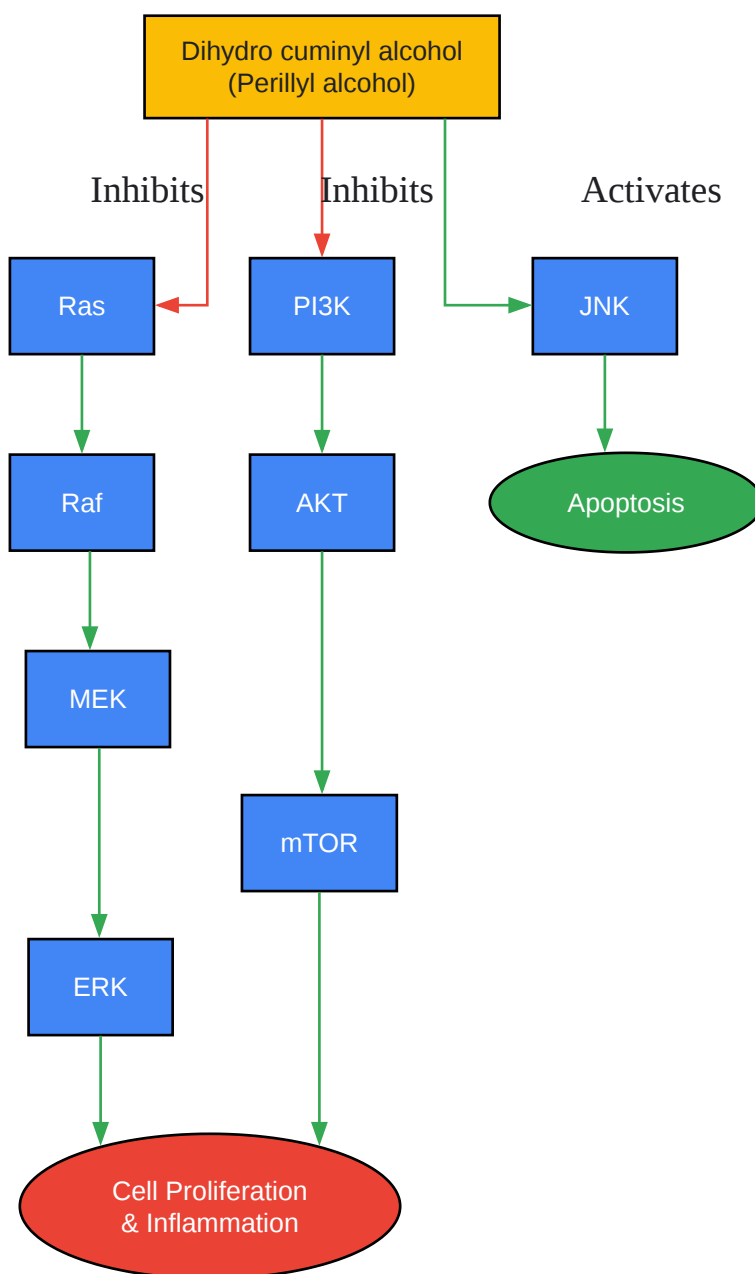 Dihydro cuminyl alcohol
(Perillyl alcohol)
Inhibits
Inhibits
Activates
Ras
PI3K
JNK
Raf
AKT
Apoptosis
MEK
mTOR
ERK
Cell Proliferation
& Inflammation